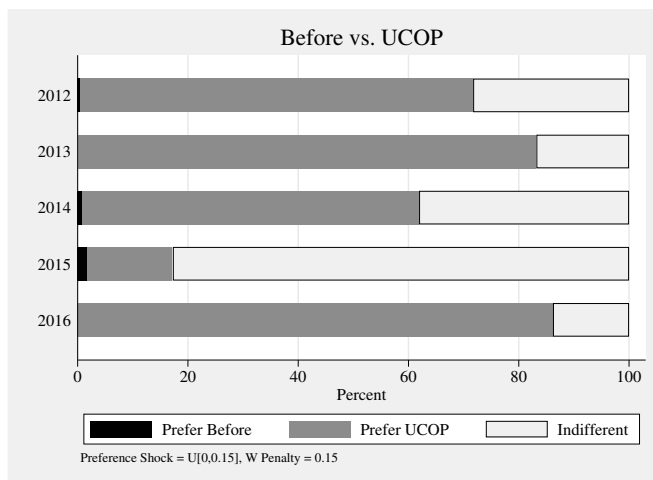 Before vs. UCOP
2012
2013
2014
2015
2016
0 20 40 60 80 100
Percent
Prefer Before Prefer UCOP Indifferent
Preference Shock = U[0,0.15], W Penalty = 0.15